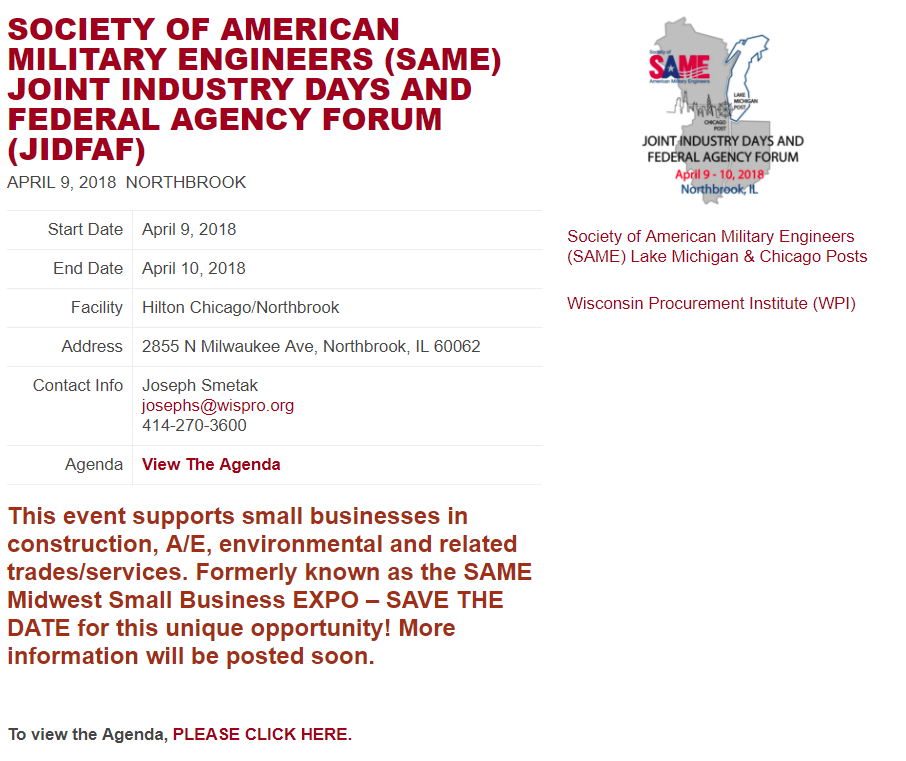 SOCIETY OF AMERICAN
MILITARY ENGINEERS (SAME)
JOINT INDUSTRY DAYS AND
FEDERAL AGENCY FORUM
(JIDFAF)
APRIL 9, 2018 NORTHBROOK
Start Date April 9, 2018
End Date April 10, 2018
Facility Hilton Chicago/Northbrook
Address 2855 N Milwaukee Ave, Northbrook, IL 60062
Contact Info Joseph Smetak
josephs@wispro.org
414-270-3600
Agenda View The Agenda
This event supports small businesses in
construction, A/E, environmental and related
trades/services. Formerly known as the SAME
Midwest Small Business EXPO – SAVE THE
DATE for this unique opportunity! More
information will be posted soon.
To view the Agenda, PLEASE CLICK HERE.
Society of
SAME
American Military Engineers
LAKE
MICHIGAN
POST
CHICAGO
POST
JOINT INDUSTRY DAYS AND
FEDERAL AGENCY FORUM
April 9 - 10, 2018
Northbrook, IL
Society of American Military Engineers
(SAME) Lake Michigan & Chicago Posts
Wisconsin Procurement Institute (WPI)